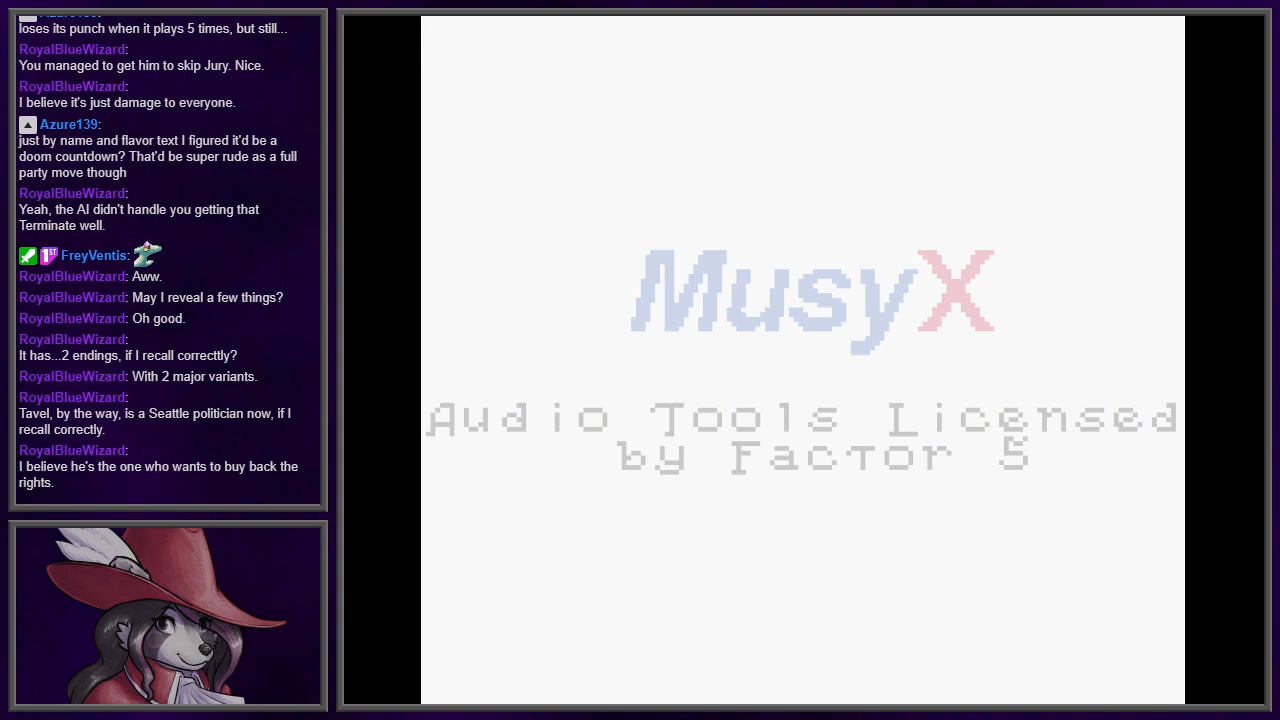 loses its punch when it plays 5 times, but still...
RoyalBlueWizard:
You managed to get him to skip Jury. Nice.
RoyalBlueWizard:
I believe it's just damage to everyone.
Azure139:
just by name and flavor text I figured it'd be a
doom countdown? That'd be super rude as a full
party move though
RoyalBlueWizard:
Yeah, the AI didn't handle you getting that
Terminate well.
1ST FreyVentis:
RoyalBlueWizard: Aww.
RoyalBlueWizard: May I reveal a few things?
RoyalBlueWizard: Oh good.
RoyalBlueWizard:
It has...2 endings, if I recall correcttly?
RoyalBlueWizard: With 2 major variants.
RoyalBlueWizard:
Tavel, by the way, is a Seattle politician now, if I
recall correctly.
RoyalBlueWizard:
I believe he's the one who wants to buy back the
rights.
MusyX
Audio Tools Licensed
by Factor 5